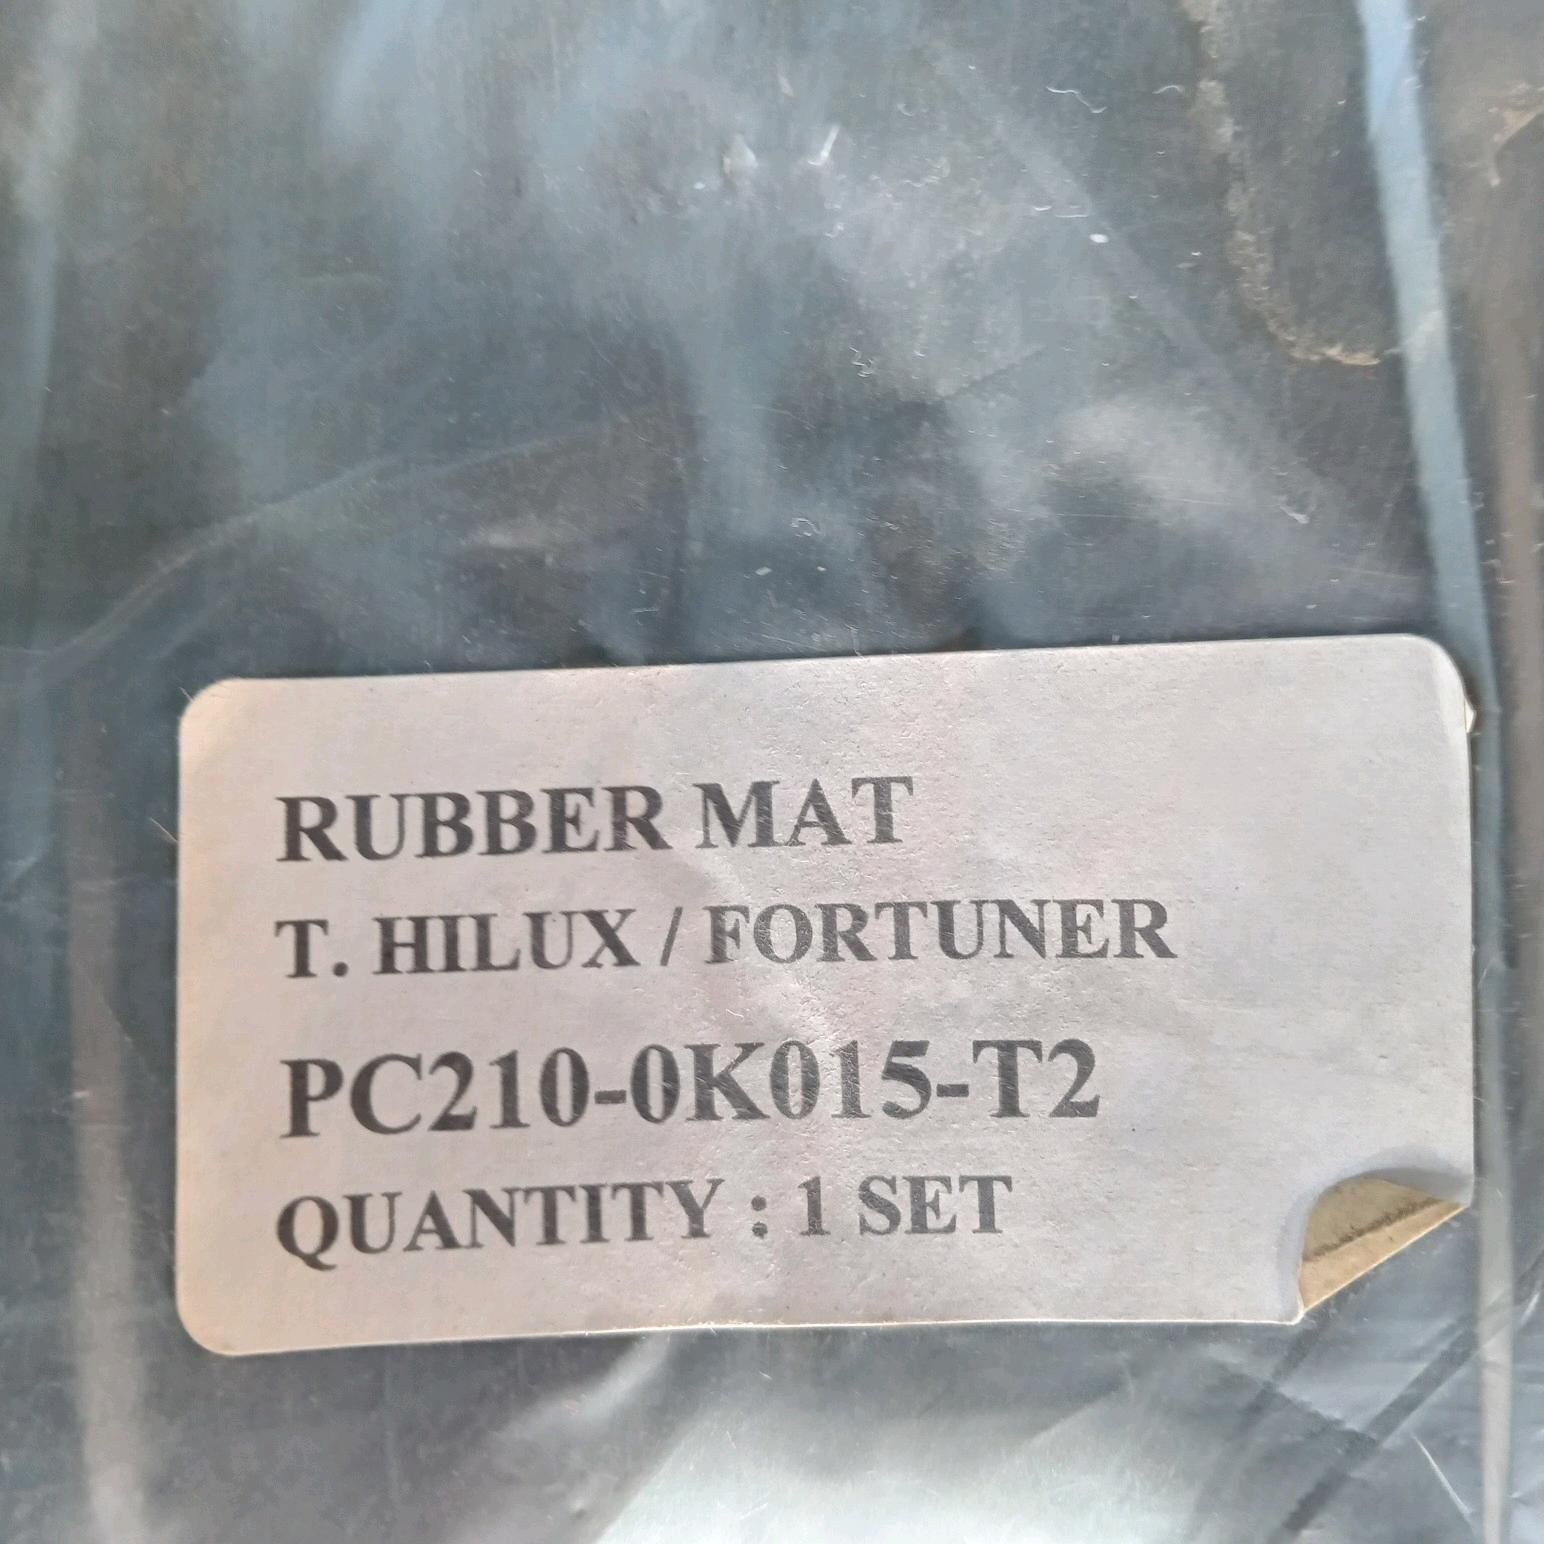 RUBBER MAT
T. HILUX / FORTUNER
PC210-0K015-T2
QUANTITY : 1 SET